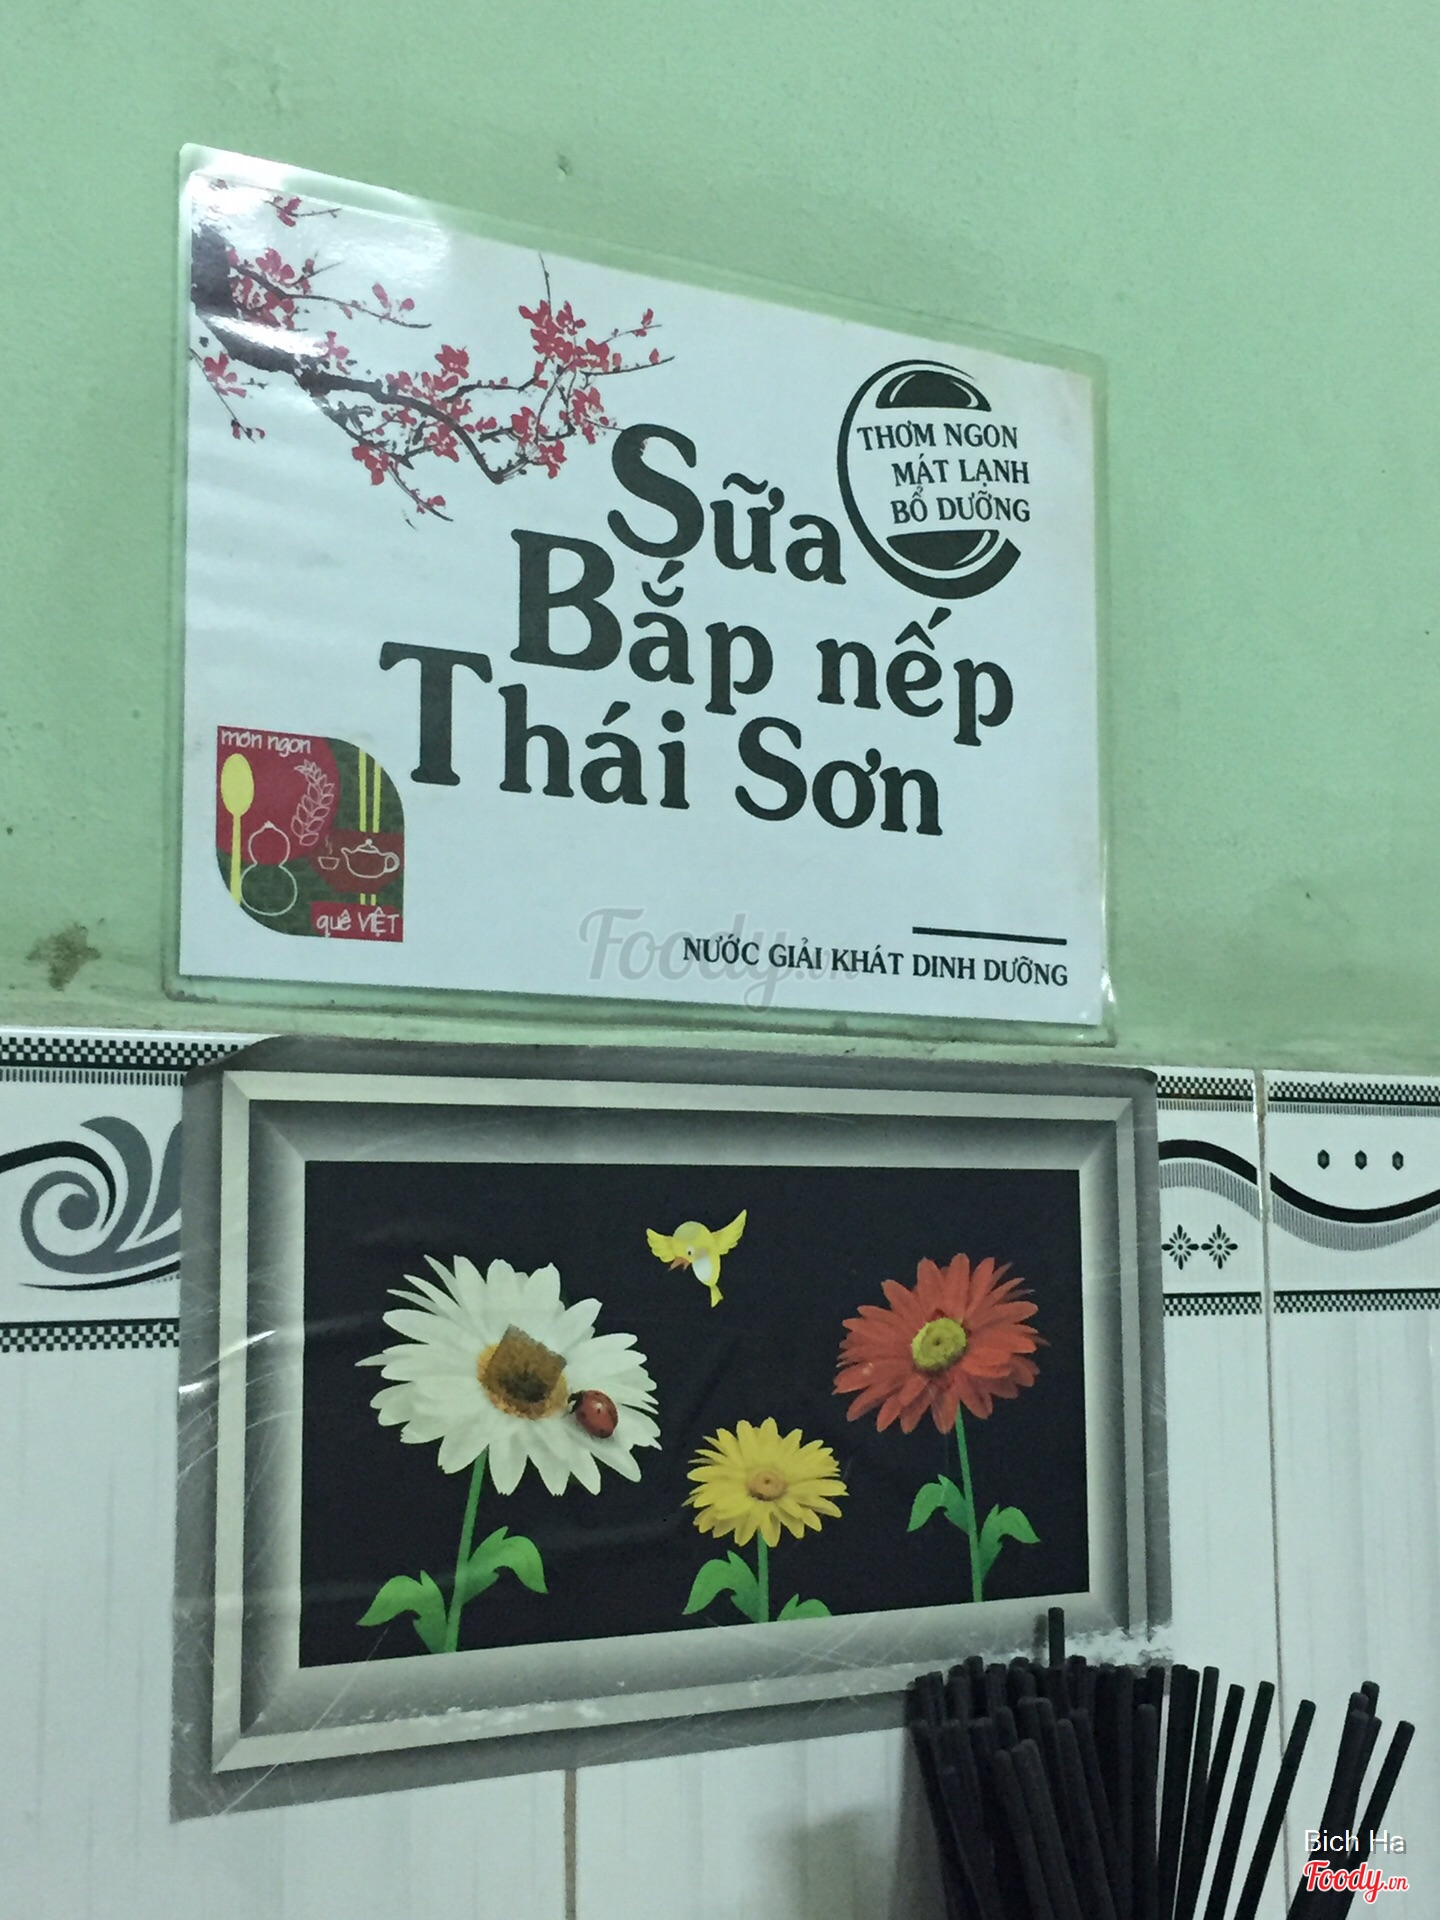 THƠM NGON
MÁT LẠNH
BỔ DƯỠNG
Sữa
Bắp nếp
Thái Sơn
món ngon
quê VIỆT
NƯỚC GIẢI KHÁT DINH DƯỠNG
Foody.vn
Bich Ha
Foody.vn